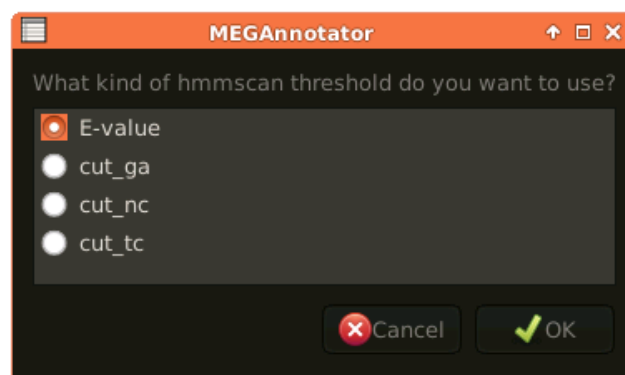 MEGAnnotator
What kind of hmmscan threshold do you want to use?
E-value
cut_ga
cut_nc
cut_tc
Cancel OK